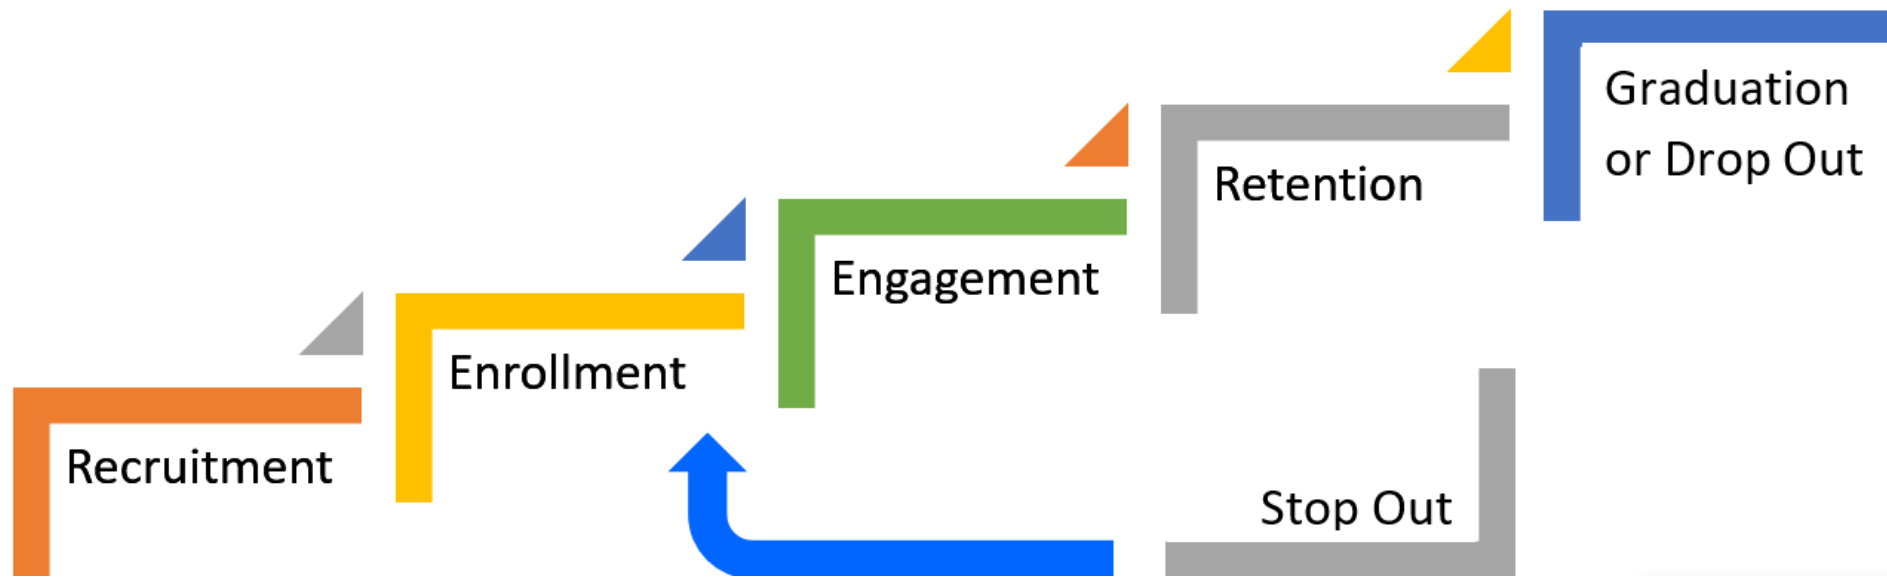 Recruitment
Enrollment
Engagement
Retention
Graduation
or Drop Out
Stop Out